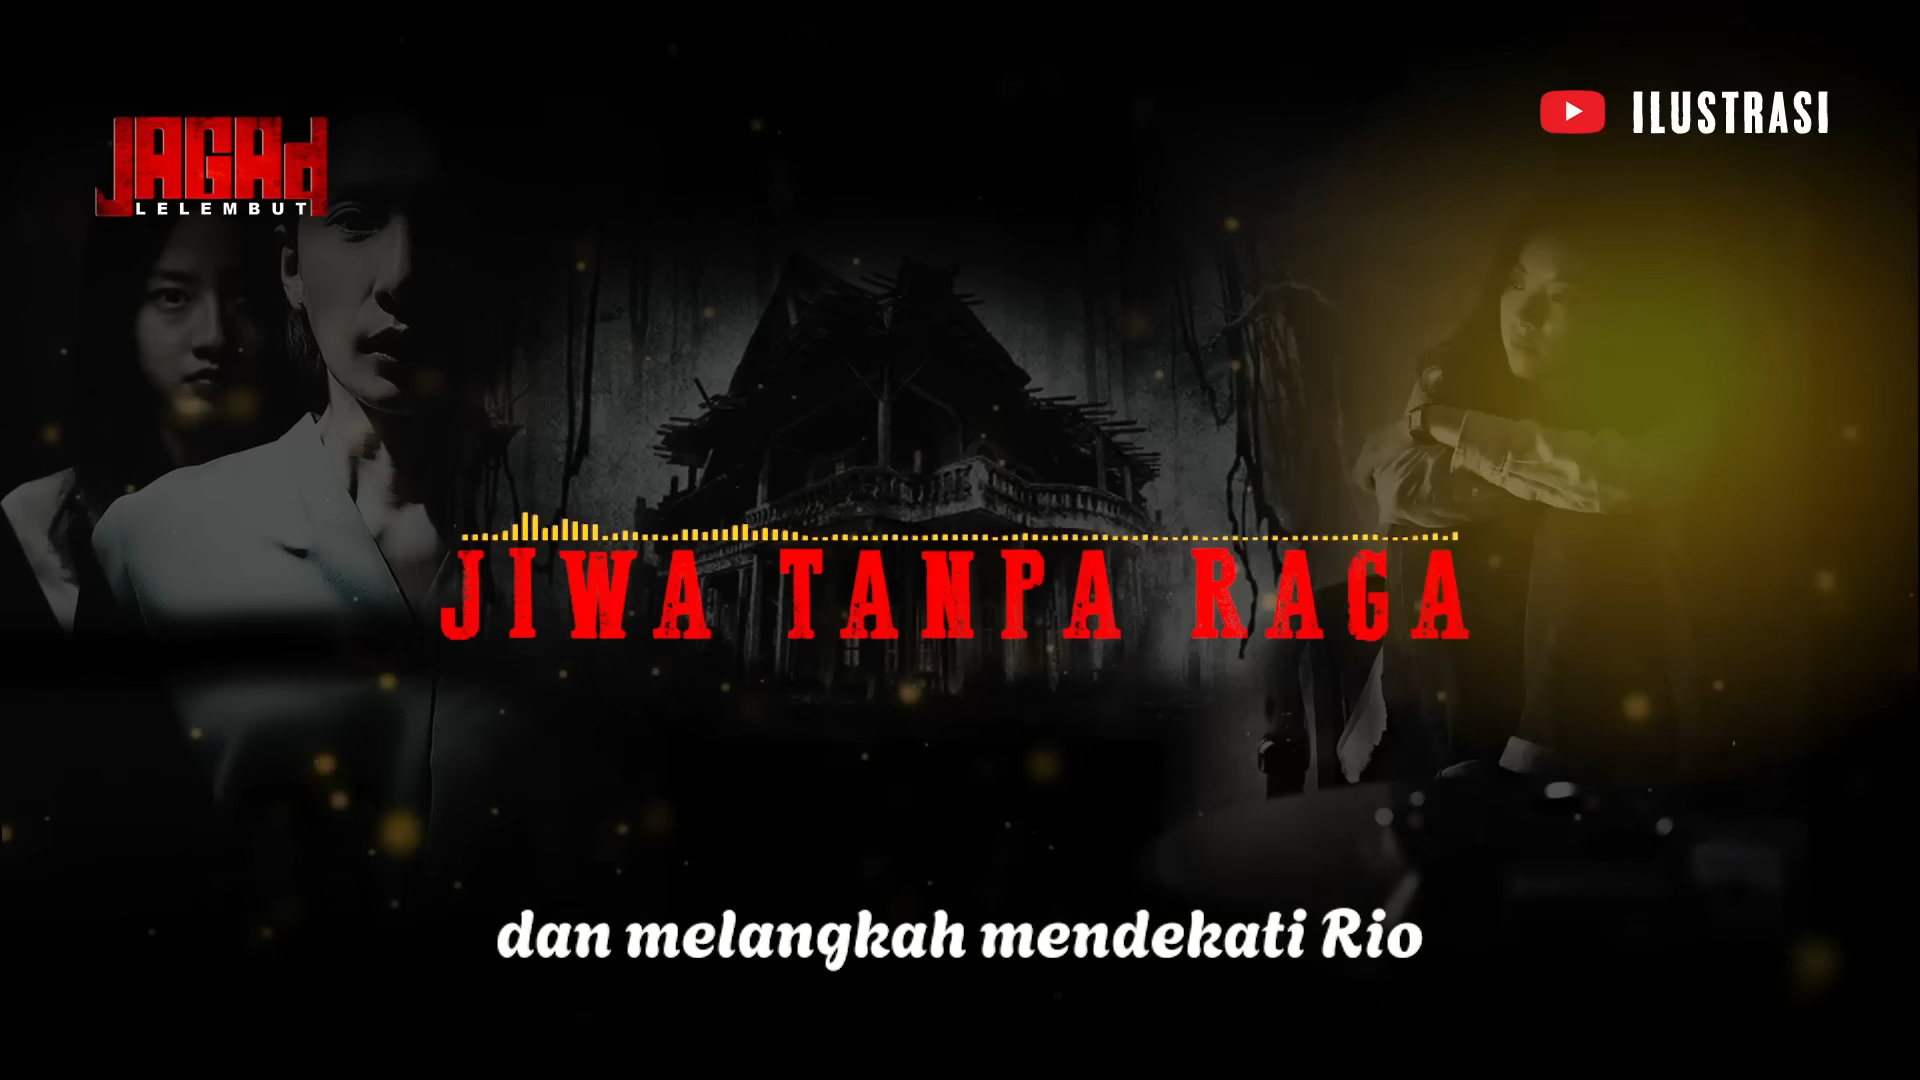 JAGAd
LELEMBUT
ILUSTRASI
JIWA TANPA RAGA
dan melangkah mendekati Rio